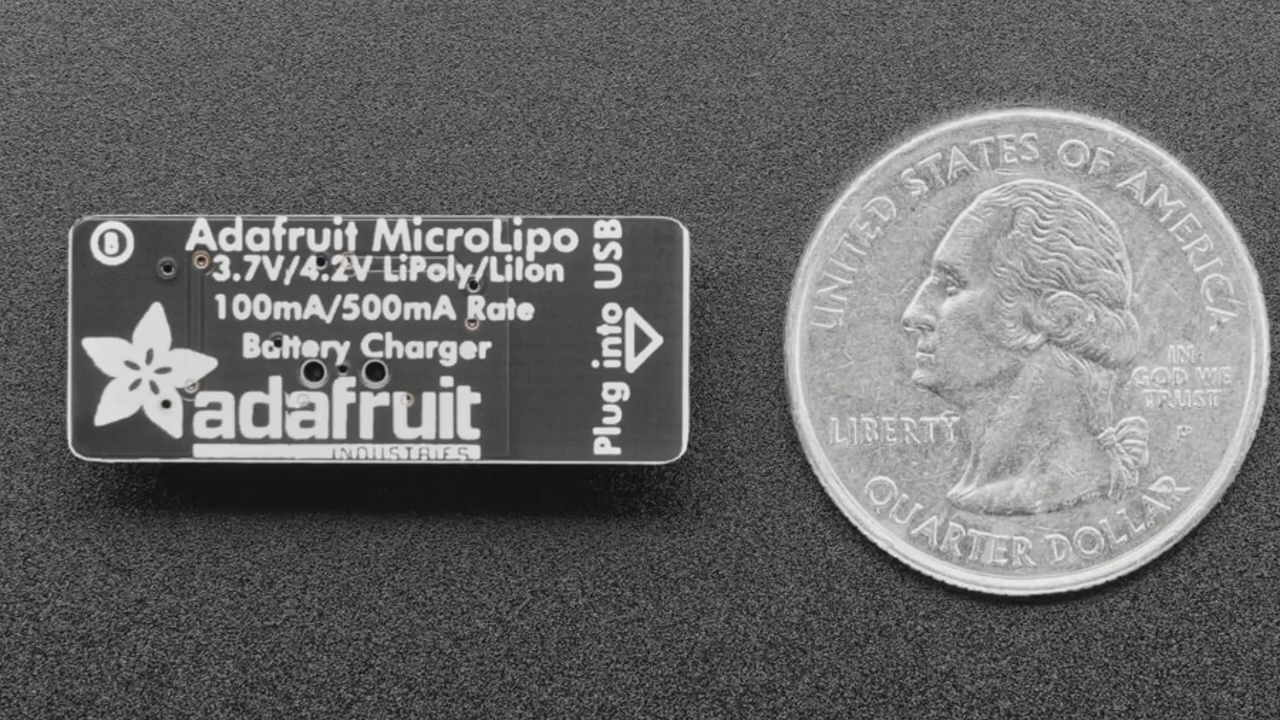 B
Adafruit MicroLipo
3.7V/4.2V LiPoly/LiIon
100mA/500mA Rate
Battery Charger
adafruit
INDUSTRIES
Plug into USB
UNITED STATES OF AMERICA
LIBERTY
IN
GOD WE
TRUST
P
QUARTER DOLLAR